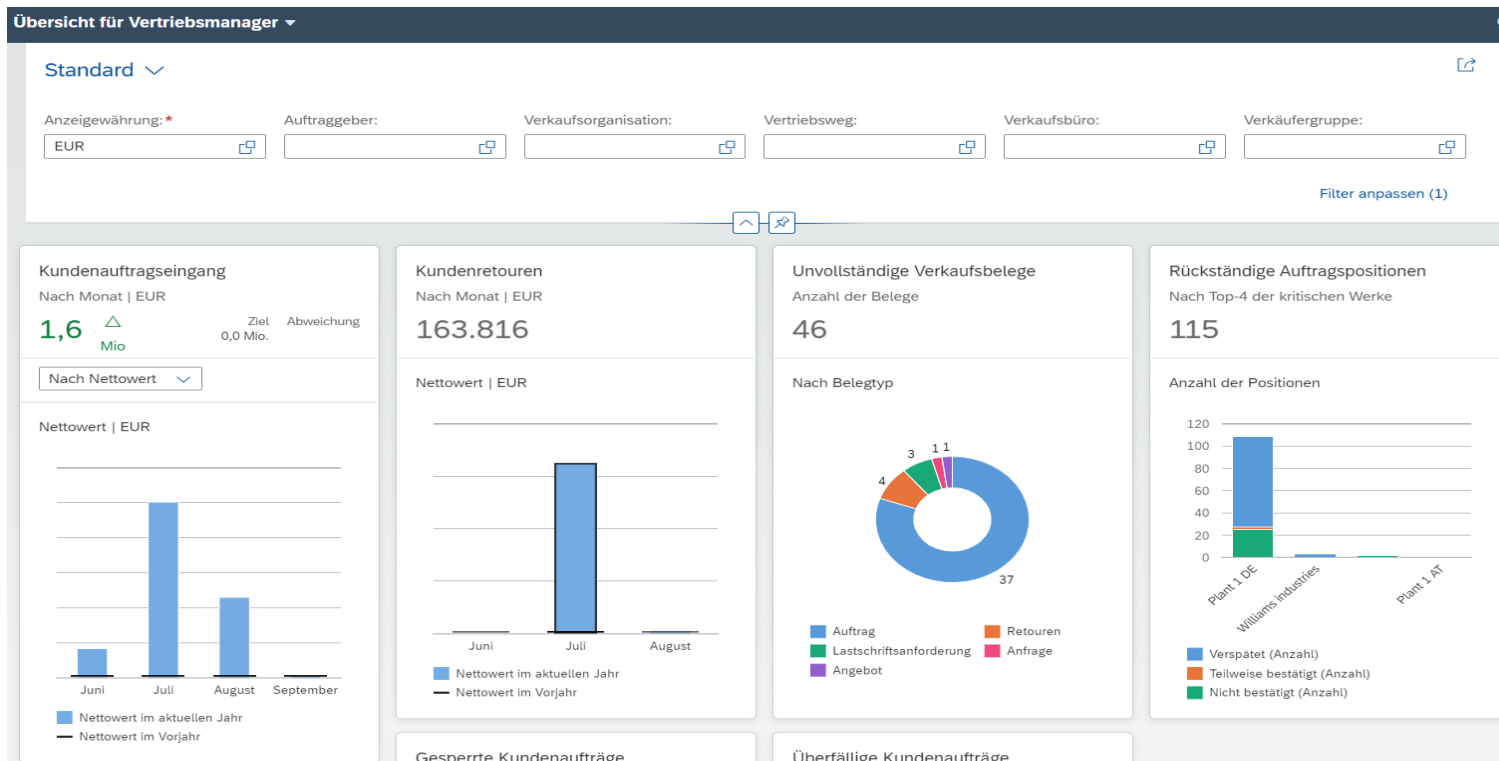 Übersicht für Vertriebsmanager
Standard
Anzeigewährung:*
Auftraggeber:
Verkaufsorganisation:
Vertriebsweg:
Verkaufsbüro:
Verkäufergruppe:
EUR
Filter anpassen (1)
Kundenauftragseingang
Nach Monat | EUR
1,6
Mio
Ziel
0,0 Mio.
Abweichung
Nach Nettowert
Nettowert | EUR
Juni
Juli
August
September
Nettowert im aktuellen Jahr
Nettowert im Vorjahr
Kundenretouren
Nach Monat | EUR
163.816
Nettowert | EUR
Juni
Juli
August
Nettowert im aktuellen Jahr
Nettowert im Vorjahr
Gesperrte Kundenaufträge
Unvollständige Verkaufsbelege
Anzahl der Belege
46
Nach Belegtyp
4
3
1
1
37
Auftrag
Retouren
Lastschriftsanforderung
Anfrage
Angebot
Überfällige Kundenaufträge
Rückständige Auftragspositionen
Nach Top-4 der kritischen Werke
115
Anzahl der Positionen
120
100
80
60
40
20
0
Plant 1 DE
Williams industries
Plant 1 AT
Verspätet (Anzahl)
Teilweise bestätigt (Anzahl)
Nicht bestätigt (Anzahl)